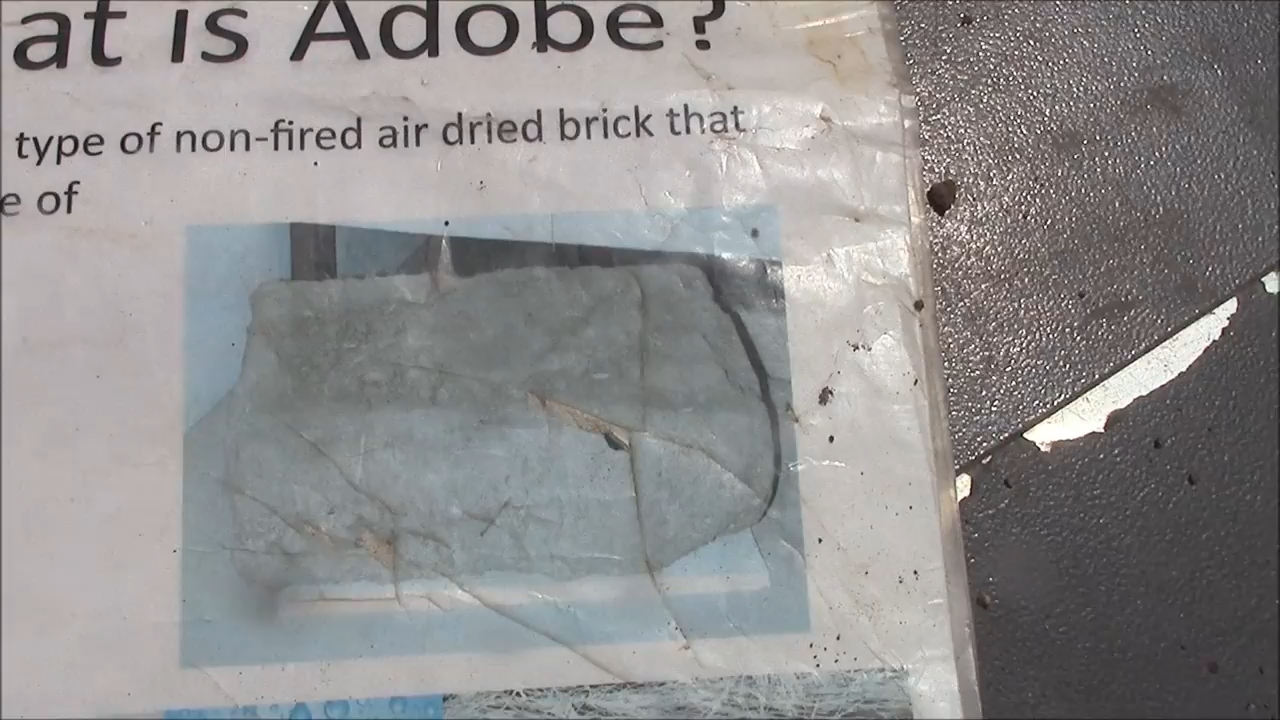 at is Adobe?
type of non-fired air dried brick that
e of